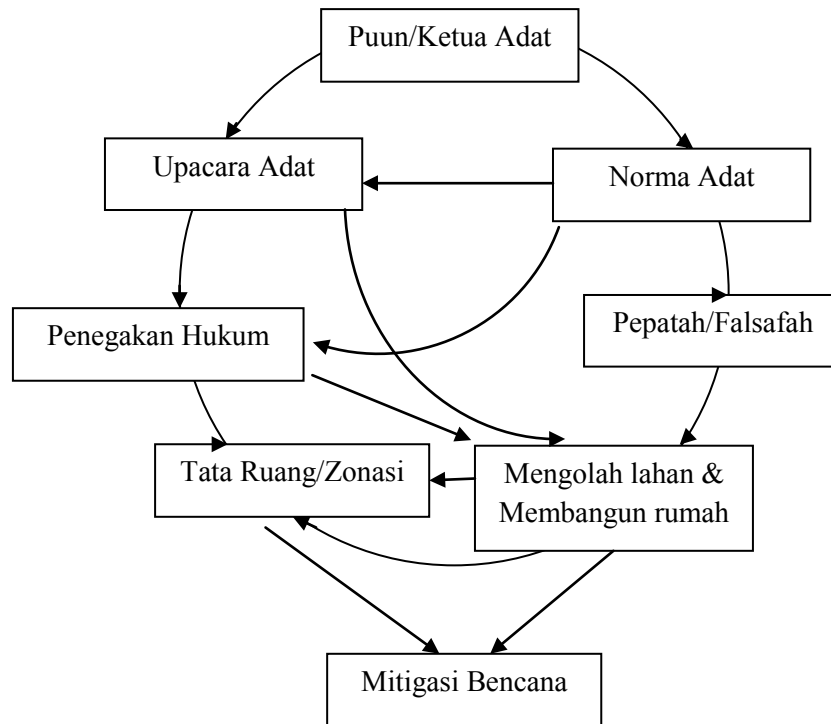 Puun/Ketua Adat
Upacara Adat
Norma Adat
Penegakan Hukum
Pepatah/Falsafah
Tata Ruang/Zonasi
Mengolah lahan &
Membangun rumah
Mitigasi Bencana